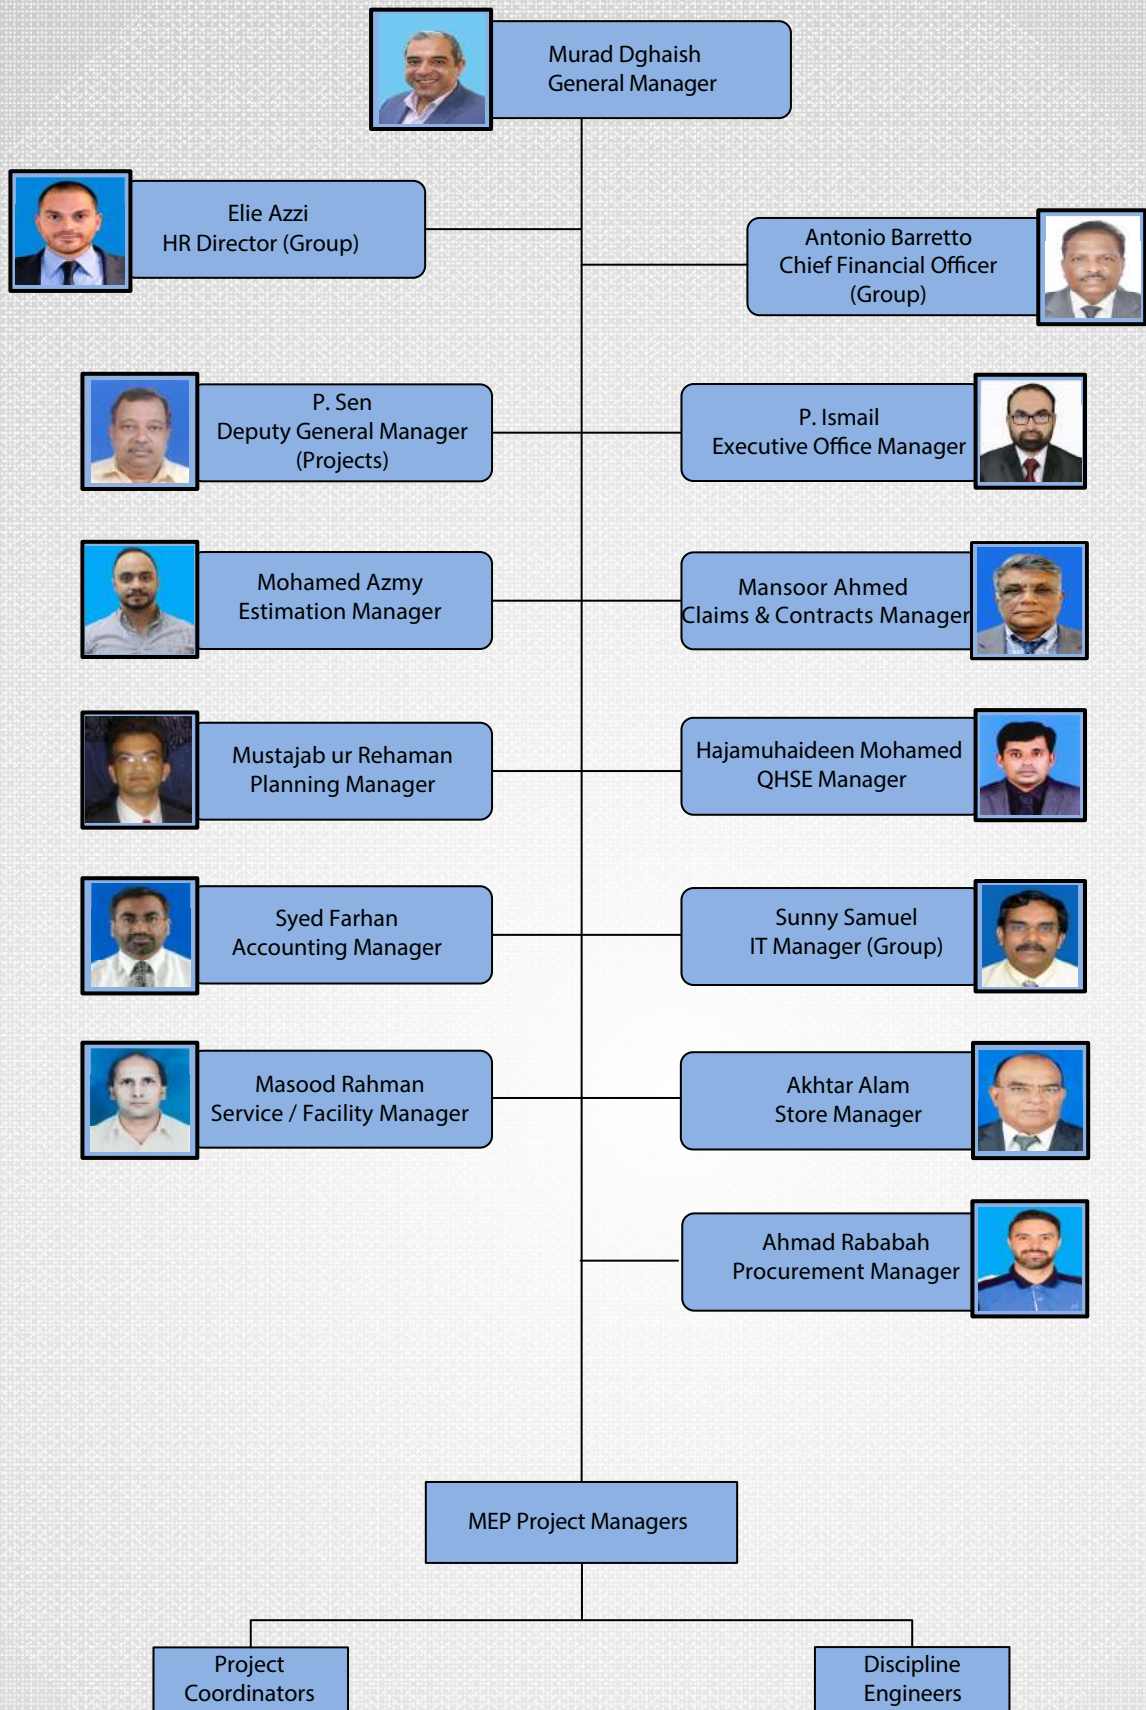 Murad Dghaish
General Manager
Elie Azzi
HR Director (Group)
Antonio Barretto
Chief Financial Officer
(Group)
P. Sen
Deputy General Manager
(Projects)
P. Ismail
Executive Office Manager
Mohamed Azmy
Estimation Manager
Mansoor Ahmed
Claims & Contracts Manager
Mustajab ur Rehaman
Planning Manager
Hajamuhaideen Mohamed
QHSE Manager
Syed Farhan
Accounting Manager
Sunny Samuel
IT Manager (Group)
Masood Rahman
Service / Facility Manager
Akhtar Alam
Store Manager
Ahmad Rababah
Procurement Manager
MEP Project Managers
Project
Coordinators
Discipline
Engineers